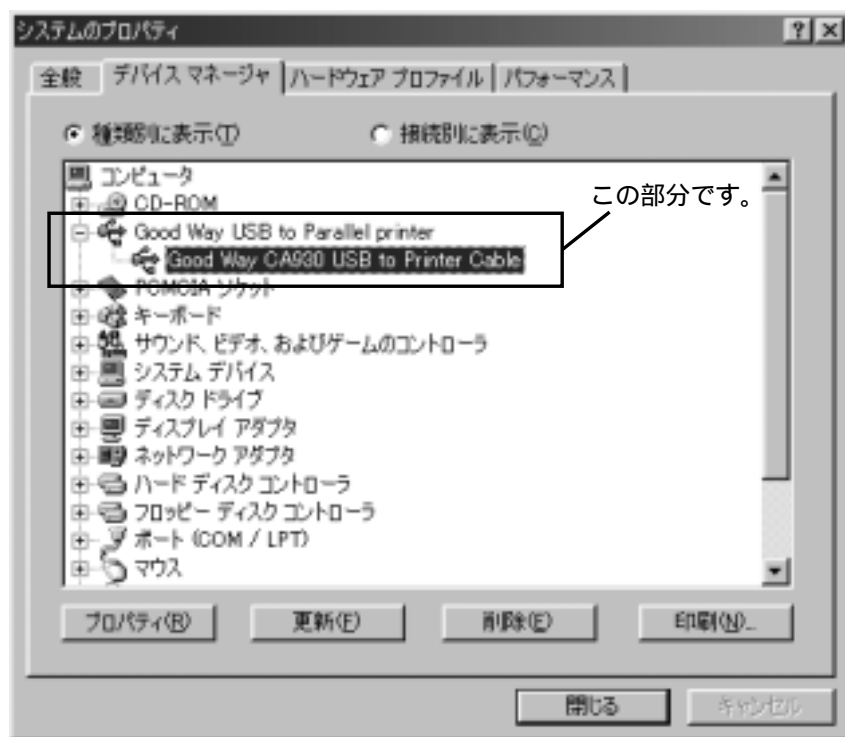 システムのプロパティ
全般 デバイス マネージャ ハードウェア プロファイル パフォーマンス
種類別に表示(T) 接続別に表示(C)
コンピュータ
CD-ROM
この部分です。
Good Way USB to Parallel printer
Good Way CA930 USB to Printer Cable
PCMCIA ソケット
キーボード
サウンド、ビデオ、およびゲームのコントローラ
システム デバイス
ディスク ドライブ
ディスプレイ アダプタ
ネットワーク アダプタ
ハード ディスク コントローラ
フロッピー ディスク コントローラ
ポート (COM / LPT)
マウス
プロパティ(R) 更新(F) 削除(E) 印刷(N)...
閉じる キャンセル